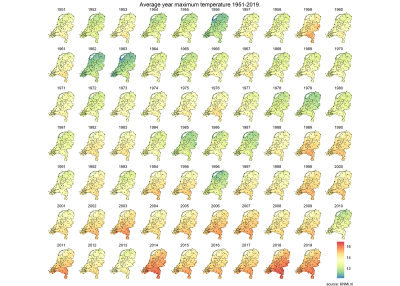 Average year maximum temperature 1951-2019.
1951 1952 1953 1954 1955 1956 1957 1958 1959 1960
1961 1962 1963 1964 1965 1966 1967 1968 1969 1970
1971 1972 1973 1974 1975 1976 1977 1978 1979 1980
1981 1982 1983 1984 1985 1986 1987 1988 1989 1990
1991 1992 1993 1994 1995 1996 1997 1998 1999 2000
2001 2002 2003 2004 2005 2006 2007 2008 2009 2010
2011 2012 2013 2014 2015 2016 2017 2018 2019
16
14
12
source: KNMI.nl